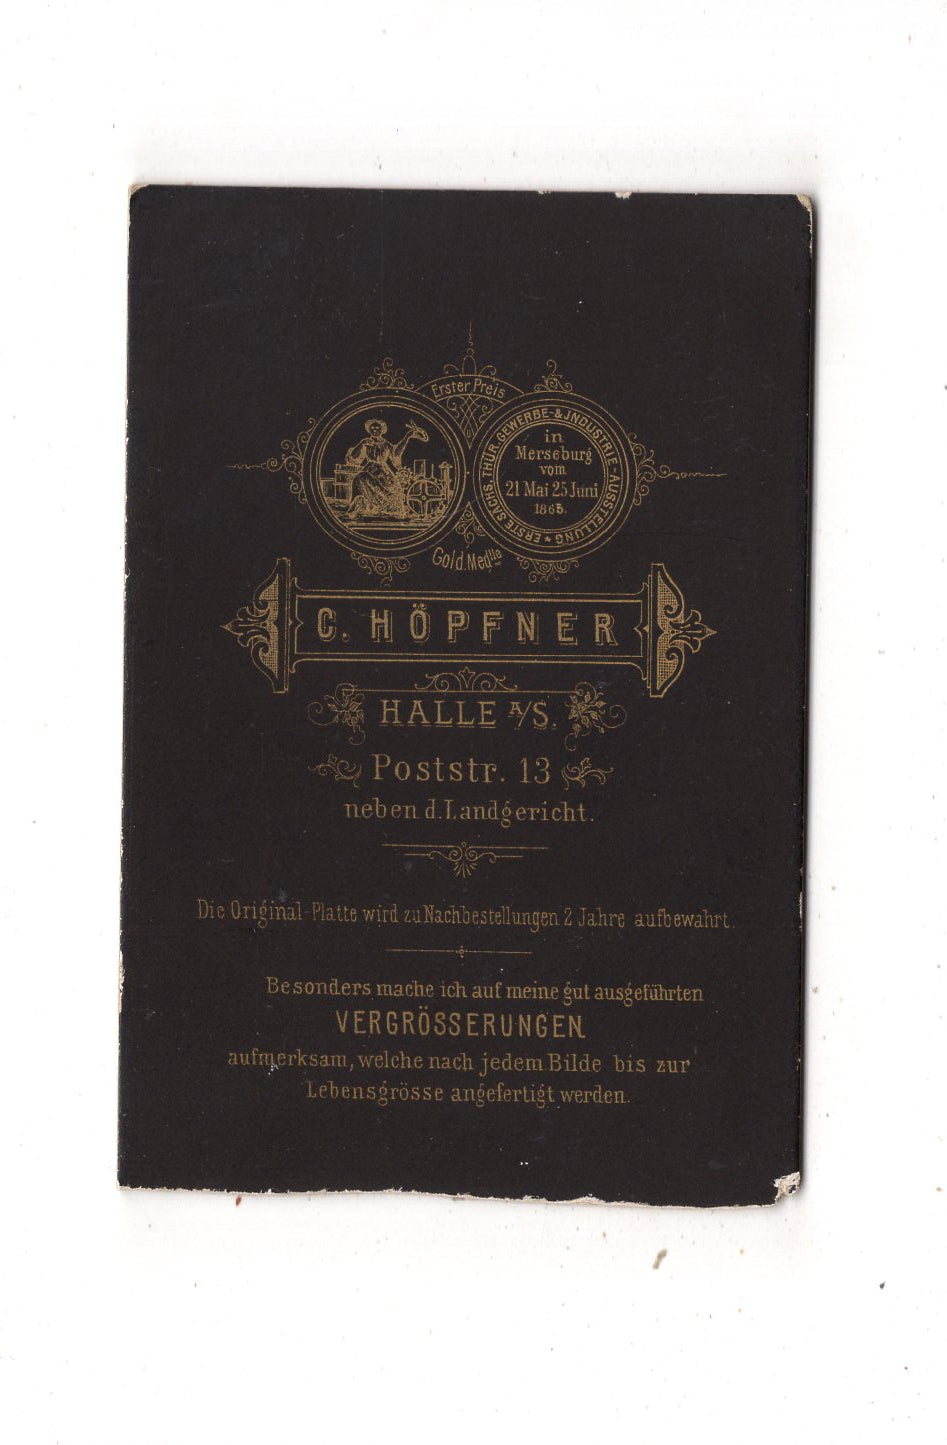 Erster Preis
ERSTE SÄCHS. THÜR. GEWERBE-&JNDUSTRIE-AUSSTELLUNG
in
Merseburg
vom
21 Mai 25 Juni
1865.
Gold. Medlle
C. HÖPFNER
HALLE A/S.
Poststr. 13
neben d. Landgericht.
Die Original-Platte wird zu Nachbestellungen 2 Jahre aufbewahrt.
Besonders mache ich auf meine gut ausgeführten
VERGRÖSSERUNGEN
aufmerksam, welche nach jedem Bilde bis zur
Lebensgrösse angefertigt werden.